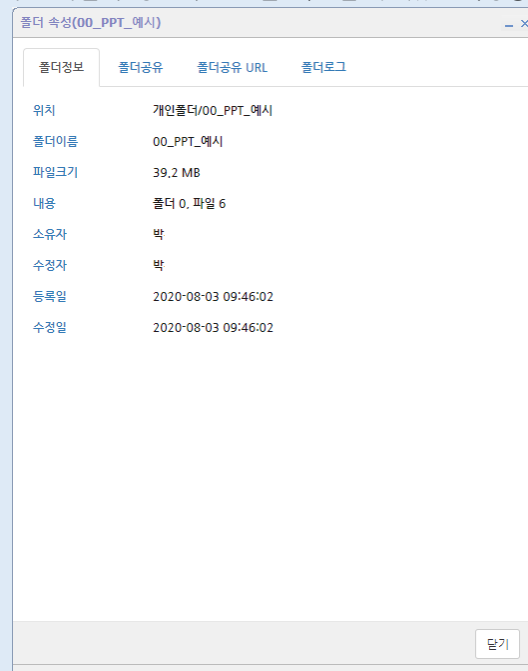 폴더 속성(00_PPT_예시)
폴더정보 폴더공유 폴더공유 URL 폴더로그
위치 개인폴더/00_PPT_예시
폴더이름 00_PPT_예시
파일크기 39.2 MB
내용 폴더 0, 파일 6
소유자 박
수정자 박
등록일 2020-08-03 09:46:02
수정일 2020-08-03 09:46:02
닫기